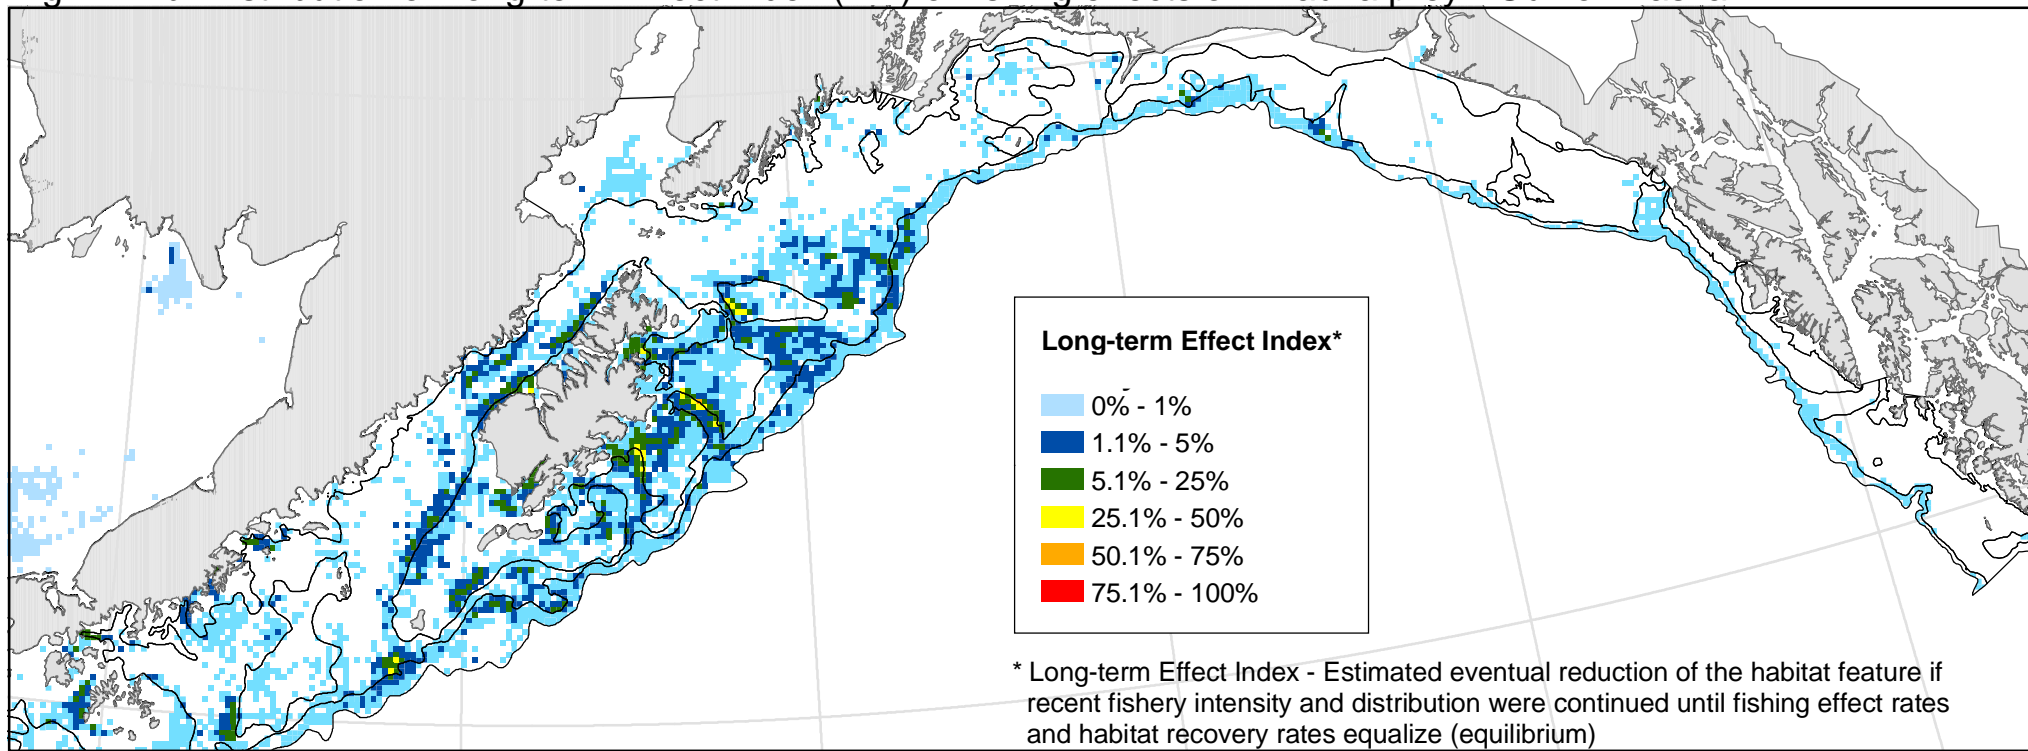 Long-term Effect Index*
0% - 1%
1.1% - 5%
5.1% - 25%
25.1% - 50%
50.1% - 75%
75.1% - 100%
* Long-term Effect Index - Estimated eventual reduction of the habitat feature if
recent fishery intensity and distribution were continued until fishing effect rates
and habitat recovery rates equalize (equilibrium)